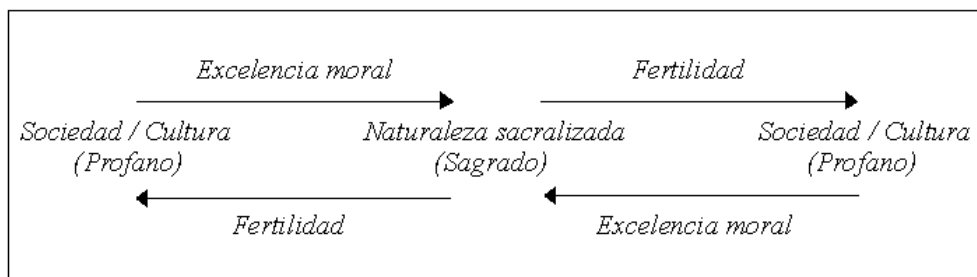 Excelencia moral
Fertilidad
Sociedad / Cultura
(Profano)
Naturaleza sacralizada
(Sagrado)
Sociedad / Cultura
(Profano)
Fertilidad
Excelencia moral